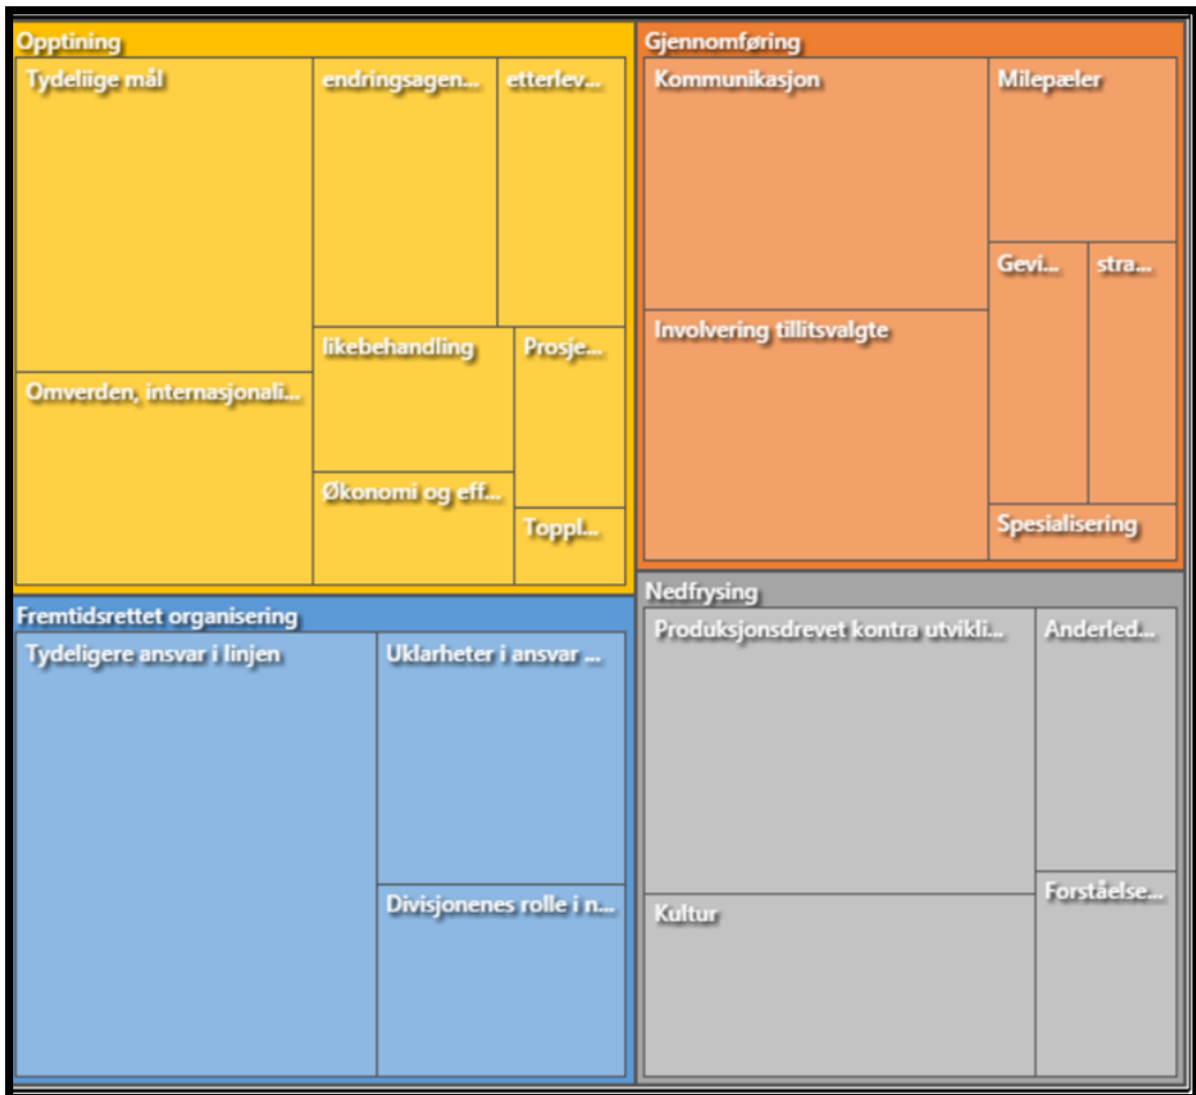 Opptining
Tydeliige mål
endringsagen...
etterlev...
Omverden, internasjonali...
likebehandling
Prosje...
Økonomi og eff...
Toppl...
Gjennomføring
Kommunikasjon
Milepæler
Involvering tillitsvalgte
Gevi...
stra...
Spesialisering
Fremtidsrettet organisering
Tydeligere ansvar i linjen
Uklarheter i ansvar ...
Divisjonenes rolle i n...
Nedfrysing
Produksjonsdrevet kontra utvikli...
Anderled...
Kultur
Forståelse...